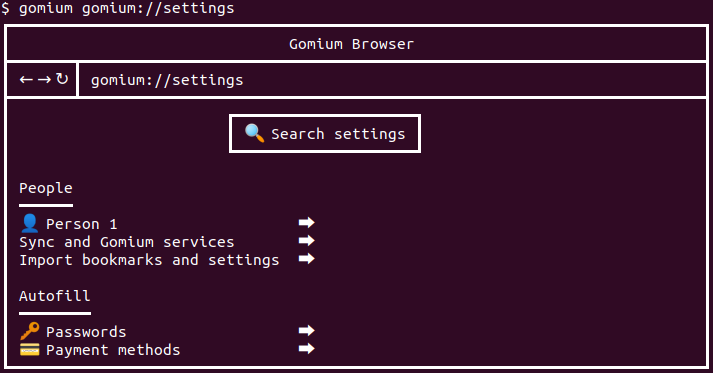 $ gomium gomium://settings
Gomium Browser
←→↻ gomium://settings
🔍 Search settings
People
👤 Person 1 ➡
Sync and Gomium services ➡
Import bookmarks and settings ➡
Autofill
🔑 Passwords ➡
💳 Payment methods ➡